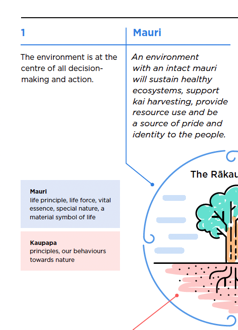 1
Mauri
The environment is at the
centre of all decision-
making and action.
An environment
with an intact mauri
will sustain healthy
ecosystems, support
kai harvesting, provide
resource use and be
a source of pride and
identity to the people.
The Rākau
Mauri
life principle, life force, vital
essence, special nature, a
material symbol of life
Kaupapa
principles, our behaviours
towards nature